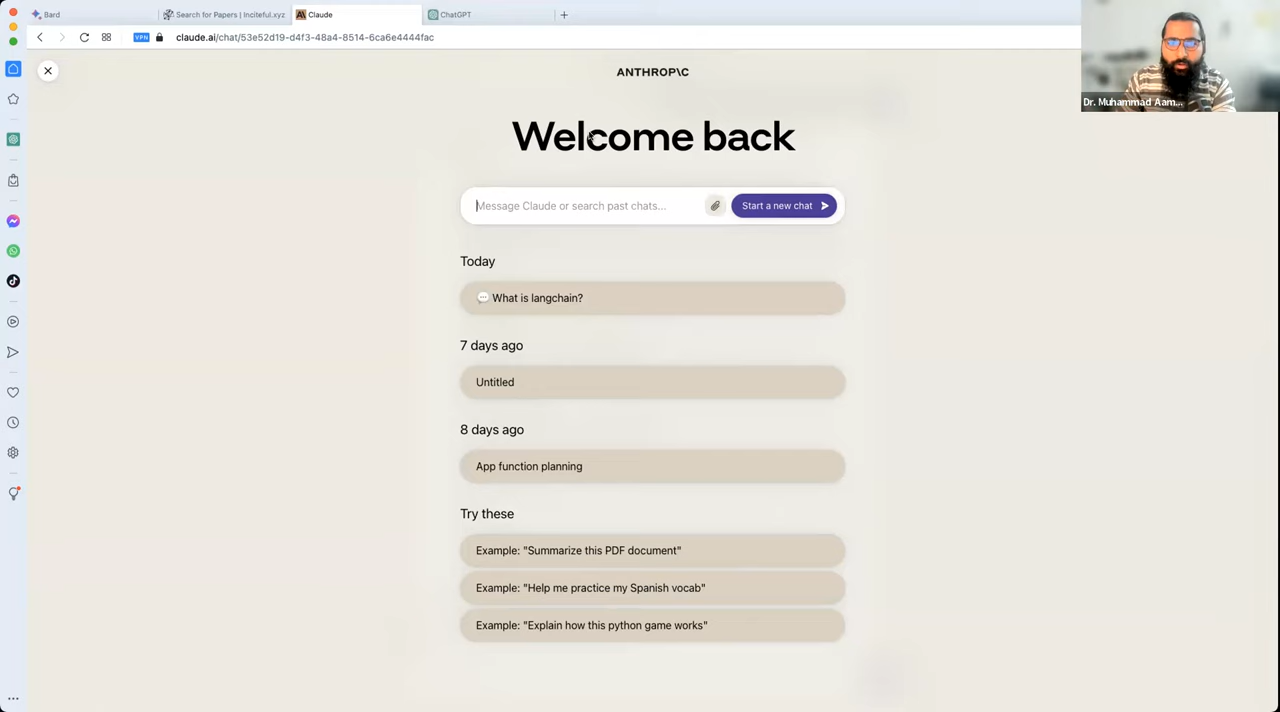 Bard
Search for Papers | Inciteful.xyz
Claude
ChatGPT
VPN
claude.ai/chat/53e52d19-d4f3-48a4-8514-6ca6e4444fac
Dr. Muhammad Aam...
ANTHROP\C
Welcome back
Message Claude or search past chats...
Start a new chat
Today
What is langchain?
7 days ago
Untitled
8 days ago
App function planning
Try these
Example: "Summarize this PDF document"
Example: "Help me practice my Spanish vocab"
Example: "Explain how this python game works"